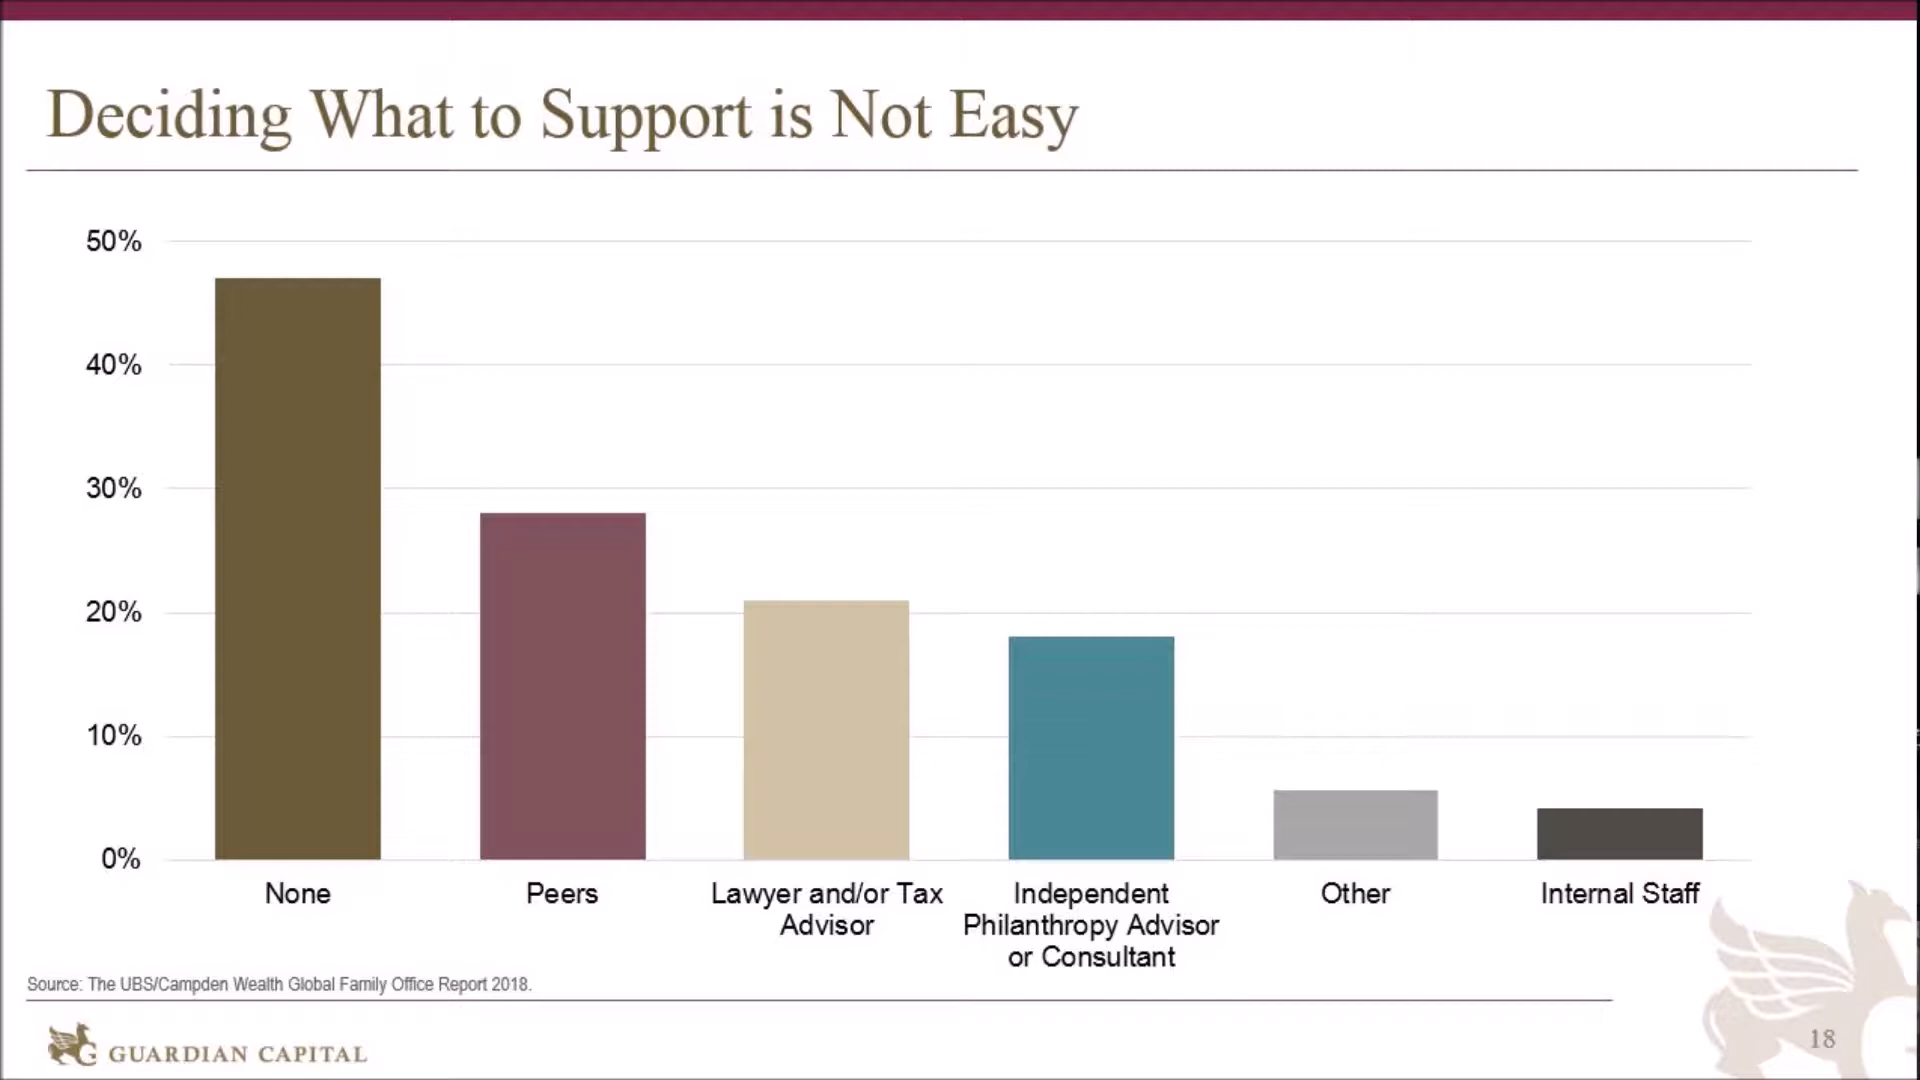 Deciding What to Support is Not Easy
50%
40%
30%
20%
10%
0%
None
Peers
Lawyer and/or Tax
Advisor
Independent
Philanthropy Advisor
or Consultant
Other
Internal Staff
Source: The UBS/Campden Wealth Global Family Office Report 2018.
GUARDIAN CAPITAL
18